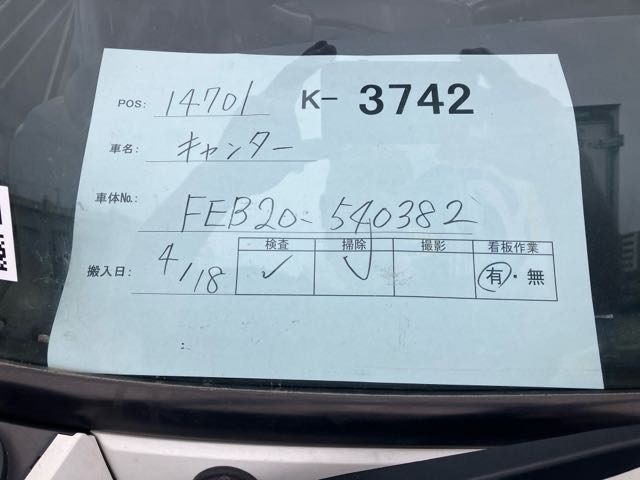 POS: 14701 K- 3742
車名: キャンター
車体No.: FEB20-540382
検査 掃除 撮影 看板作業
搬入日: 4/18 ✓ ✓ 有・無